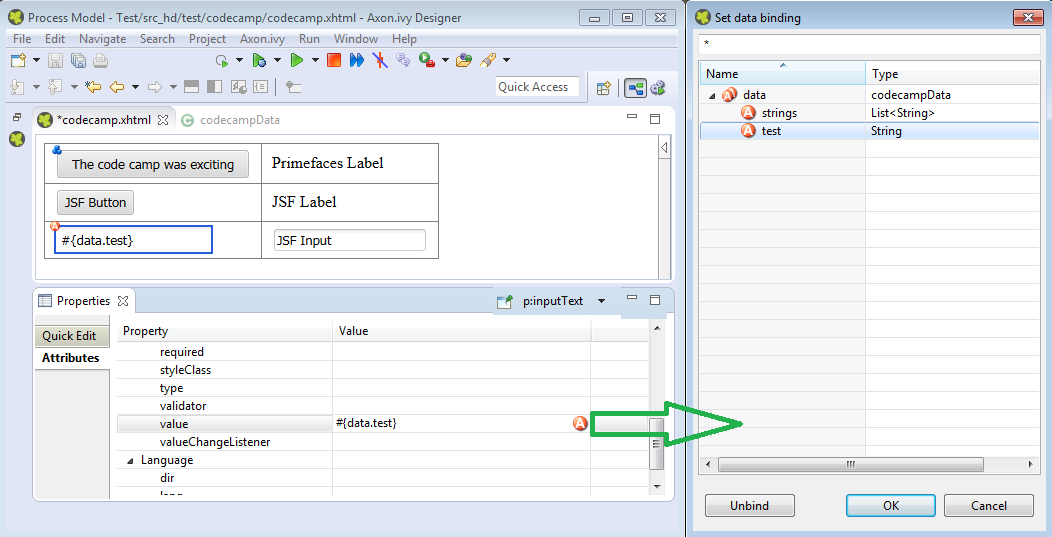 Process Model - Test/src_hd/test/codecamp/codecamp.xhtml - Axon.ivy Designer
File Edit Navigate Search Project Axon.ivy Run Window Help
Quick Access
*codecamp.xhtml codecampData
The code camp was exciting Primefaces Label
JSF Button JSF Label
#{data.test} JSF Input
Properties p:inputText
Quick Edit
Attributes
Property Value
required
styleClass
type
validator
value #{data.test}
valueChangeListener
Language
dir
lang
Set data binding
*
Name Type
data codecampData
strings List<String>
test String
Unbind OK Cancel